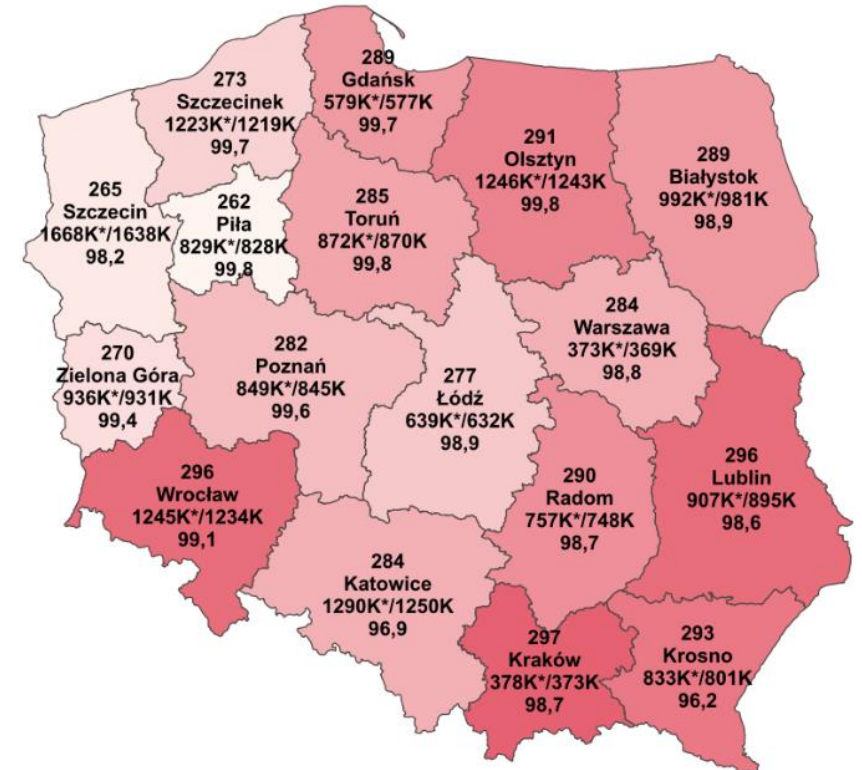 289
Gdańsk
579K*/577K
99,7
273
Szczecinek
1223K*/1219K
99,7
291
Olsztyn
1246K*/1243K
99,8
289
Białystok
992K*/981K
98,9
265
Szczecin
1668K*/1638K
98,2
262
Piła
829K*/828K
99,8
285
Toruń
872K*/870K
99,8
284
Warszawa
373K*/369K
98,8
270
Zielona Góra
936K*/931K
99,4
282
Poznań
849K*/845K
99,6
277
Łódź
639K*/632K
98,9
296
Wrocław
1245K*/1234K
99,1
290
Radom
757K*/748K
98,7
296
Lublin
907K*/895K
98,6
284
Katowice
1290K*/1250K
96,9
297
Kraków
378K*/373K
98,7
293
Krosno
833K*/801K
96,2